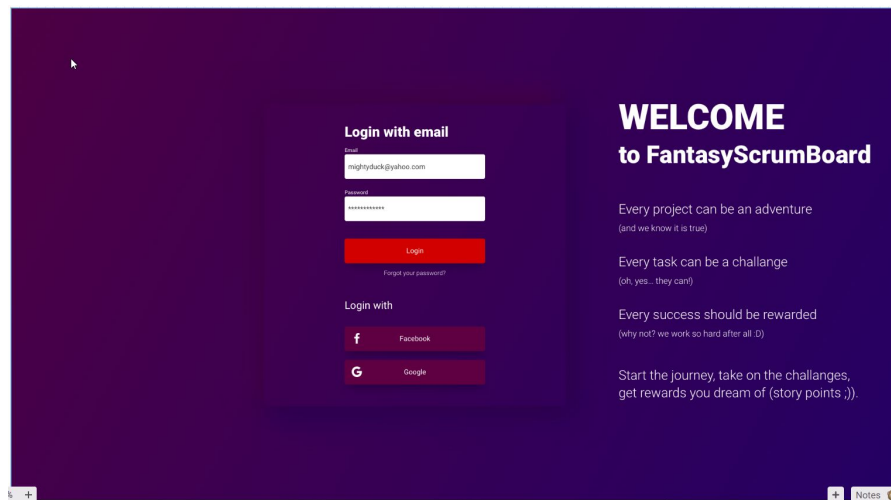 WELCOME
to FantasyScrumBoard
Login with email
Email
mightyduck@yahoo.com
Password
************
Login
Forgot your password?
Login with
Facebook
Google
Every project can be an adventure
(and we know it is true)
Every task can be a challange
(oh, yes... they can!)
Every success should be rewarded
(why not? we work so hard after all :D)
Start the journey, take on the challanges,
get rewards you dream of (story points ;)).
% +
+ Notes